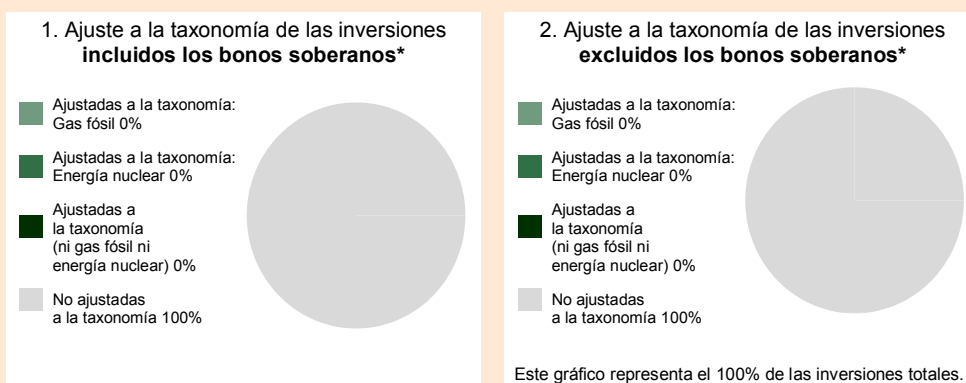 1. Ajuste a la taxonomía de las inversiones
incluidos los bonos soberanos*
Ajustadas a la taxonomía:
Gas fósil 0%
Ajustadas a la taxonomía:
Energía nuclear 0%
Ajustadas a
la taxonomía
(ni gas fósil ni
energía nuclear) 0%
No ajustadas
a la taxonomía 100%
2. Ajuste a la taxonomía de las inversiones
excluidos los bonos soberanos*
Ajustadas a la taxonomía:
Gas fósil 0%
Ajustadas a la taxonomía:
Energía nuclear 0%
Ajustadas a
la taxonomía
(ni gas fósil ni
energía nuclear) 0%
No ajustadas
a la taxonomía 100%
Este gráfico representa el 100% de las inversiones totales.